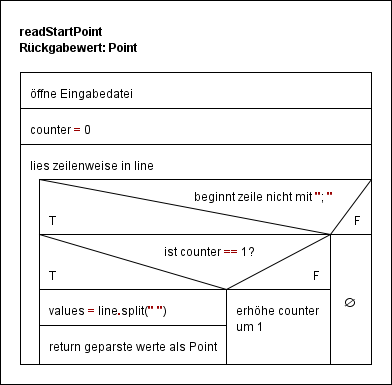 readStartPoint
Rückgabewert: Point
öffne Eingabedatei
counter = 0
lies zeilenweise in line
beginnt zeile nicht mit "; "
T
F
ist counter == 1?
T
F
values = line.split(" ")
erhöhe counter
um 1
∅
return geparste werte als Point